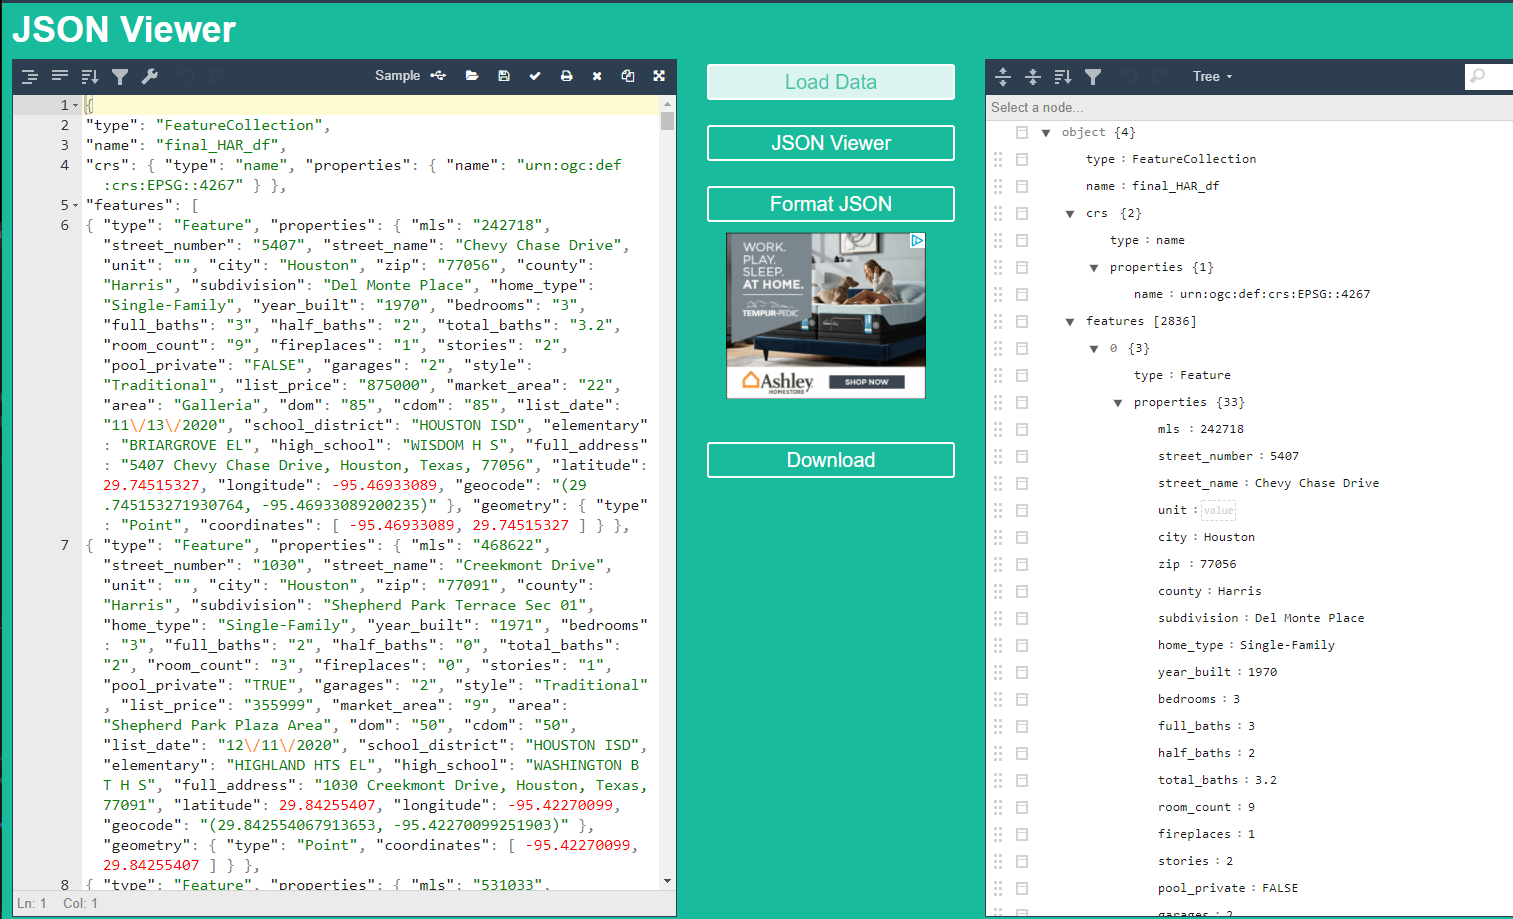 JSON Viewer
Sample
1
{
2
"type": "FeatureCollection",
3
"name": "final_HAR_df",
4
"crs": { "type": "name", "properties": { "name": "urn:ogc:def
:crs:EPSG::4267" } },
5
"features": [
6
{ "type": "Feature", "properties": { "mls": "242718",
"street_number": "5407", "street_name": "Chevy Chase Drive",
"unit": "", "city": "Houston", "zip": "77056", "county":
"Harris", "subdivision": "Del Monte Place", "home_type":
"Single-Family", "year_built": "1970", "bedrooms": "3",
"full_baths": "3", "half_baths": "2", "total_baths": "3.2",
"room_count": "9", "fireplaces": "1", "stories": "2",
"pool_private": "FALSE", "garages": "2", "style":
"Traditional", "list_price": "875000", "market_area": "22",
"area": "Galleria", "dom": "85", "cdom": "85", "list_date":
"11\/13\/2020", "school_district": "HOUSTON ISD", "elementary"
: "BRIARGROVE EL", "high_school": "WISDOM H S", "full_address"
: "5407 Chevy Chase Drive, Houston, Texas, 77056", "latitude":
29.74515327, "longitude": -95.46933089, "geocode": "(29
.745153271930764, -95.46933089200235)" }, "geometry": { "type"
: "Point", "coordinates": [ -95.46933089, 29.74515327 ] } },
7
{ "type": "Feature", "properties": { "mls": "468622",
"street_number": "1030", "street_name": "Creekmont Drive",
"unit": "", "city": "Houston", "zip": "77091", "county":
"Harris", "subdivision": "Shepherd Park Terrace Sec 01",
"home_type": "Single-Family", "year_built": "1971", "bedrooms"
: "3", "full_baths": "2", "half_baths": "0", "total_baths":
"2", "room_count": "3", "fireplaces": "0", "stories": "1",
"pool_private": "TRUE", "garages": "2", "style": "Traditional"
, "list_price": "355999", "market_area": "9", "area":
"Shepherd Park Plaza Area", "dom": "50", "cdom": "50",
"list_date": "12\/11\/2020", "school_district": "HOUSTON ISD",
"elementary": "HIGHLAND HTS EL", "high_school": "WASHINGTON B
T H S", "full_address": "1030 Creekmont Drive, Houston, Texas,
77091", "latitude": 29.84255407, "longitude": -95.42270099,
"geocode": "(29.842554067913653, -95.42270099251903)" },
"geometry": { "type": "Point", "coordinates": [ -95.42270099,
29.84255407 ] } },
8
{ "type": "Feature", "properties": { "mls": "531033",
Ln: 1 Col: 1
Load Data
JSON Viewer
Format JSON
WORK.
PLAY.
SLEEP.
AT HOME.
TEMPUR-PEDIC
Ashley
HOMESTORE
SHOP NOW
Download
Tree
Select a node...
object {4}
type : FeatureCollection
name : final_HAR_df
crs {2}
type : name
properties {1}
name : urn:ogc:def:crs:EPSG::4267
features [2836]
0 {3}
type : Feature
properties {33}
mls : 242718
street_number : 5407
street_name : Chevy Chase Drive
unit : value
city : Houston
zip : 77056
county : Harris
subdivision : Del Monte Place
home_type : Single-Family
year_built : 1970
bedrooms : 3
full_baths : 3
half_baths : 2
total_baths : 3.2
room_count : 9
fireplaces : 1
stories : 2
pool_private : FALSE
garages : 2